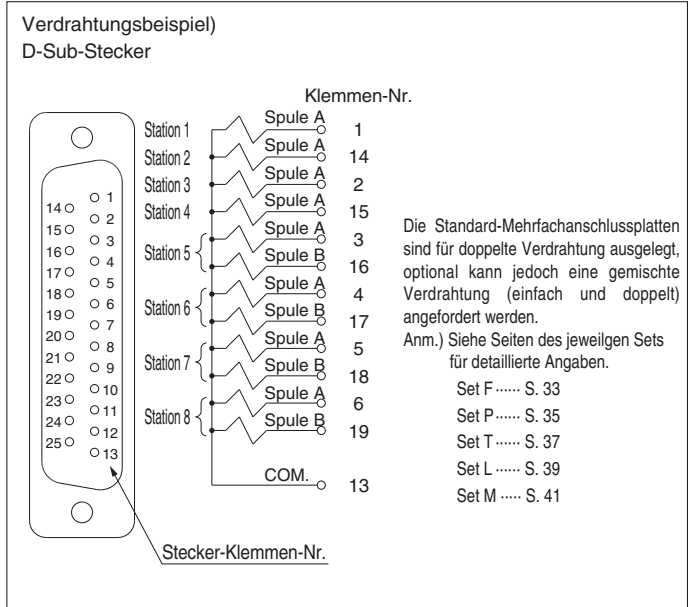 Verdrahtungsbeispiel)
D-Sub-Stecker
Klemmen-Nr.
Station 1 Spule A 1
Station 2 Spule A 14
Station 3 Spule A 2
Station 4 Spule A 15
Station 5 Spule A 3
Spule B 16
Station 6 Spule A 4
Spule B 17
Station 7 Spule A 5
Spule B 18
Station 8 Spule A 6
Spule B 19
COM. 13
1
14
2
15
3
16
4
17
5
18
6
19
7
20
8
21
9
22
10
23
11
24
12
25
13
Stecker-Klemmen-Nr.
Die Standard-Mehrfachanschlussplatten
sind für doppelte Verdrahtung ausgelegt,
optional kann jedoch eine gemischte
Verdrahtung (einfach und doppelt)
angefordert werden.
Anm.) Siehe Seiten des jeweilgen Sets
für detaillierte Angaben.
Set F ······ S. 33
Set P ······ S. 35
Set T ······ S. 37
Set L ······ S. 39
Set M ····· S. 41